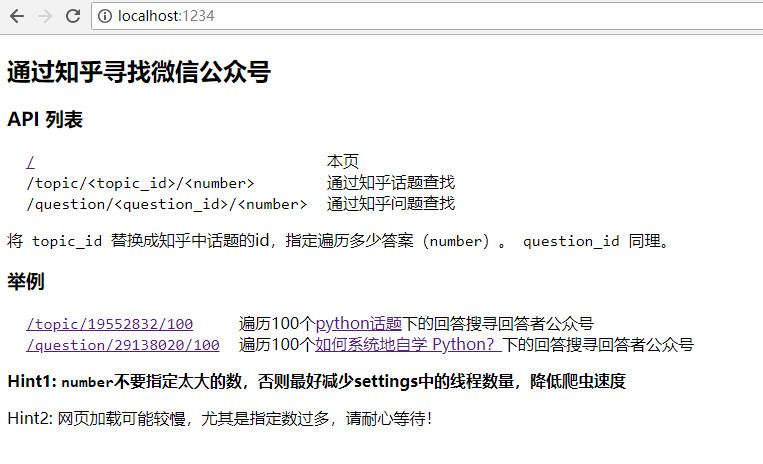 localhost:1234
通过知乎寻找微信公众号
API 列表
/ 本页
/topic/<topic_id>/<number> 通过知乎话题查找
/question/<question_id>/<number> 通过知乎问题查找
将 topic_id 替换成知乎中话题的id，指定遍历多少答案（number）。 question_id 同理。
举例
/topic/19552832/100 遍历100个python话题下的回答搜寻回答者公众号
/question/29138020/100 遍历100个如何系统地自学 Python？ 下的回答搜寻回答者公众号
Hint1: number不要指定太大的数，否则最好减少settings中的线程数量，降低爬虫速度
Hint2: 网页加载可能较慢，尤其是指定数过多，请耐心等待！